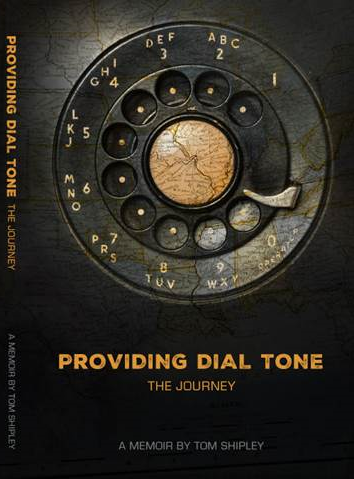 PROVIDING DIAL TONE THE JOURNEY
A MEMOIR BY TOM SHIPLEY
ABC
2
DEF
3
1
GHI
4
JKL
5
MNO
6
PRS
7
TUV
8
WXY
9
0
OPERATOR
PROVIDING DIAL TONE
THE JOURNEY
A MEMOIR BY TOM SHIPLEY